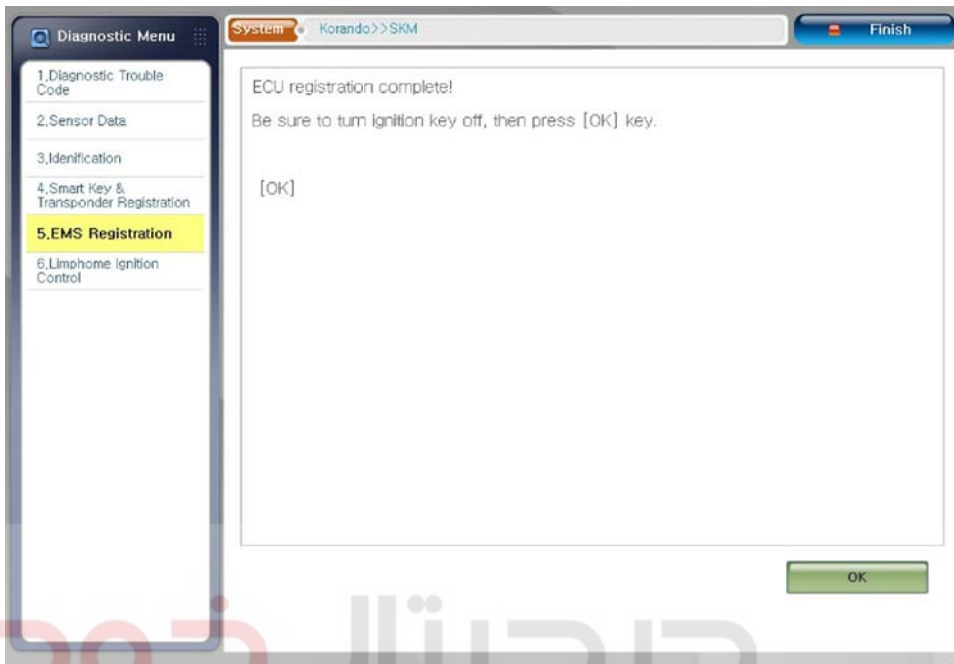 Diagnostic Menu
System
Korando>>SKM
Finish
1,Diagnostic Trouble
Code
2,Sensor Data
3,Idenification
4,Smart Key &
Transponder Registration
5,EMS Registration
6,Limphome Ignition
Control
ECU registration complete!
Be sure to turn ignition key off, then press [OK] key.
[OK]
OK
دیجیتال خودرو